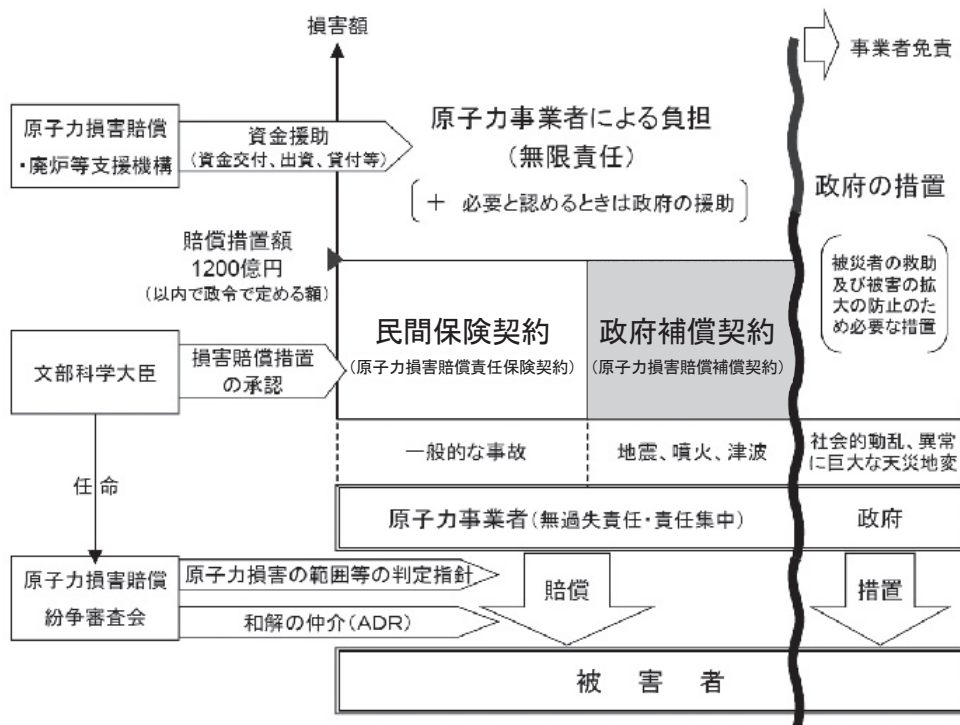 損害額
事業者免責
原子力損害賠償
・廃炉等支援機構
資金援助
(資金交付、出資、貸付等)
原子力事業者による負担
(無限責任)
＋ 必要と認めるときは政府の援助
政府の措置
被災者の救助
及び被害の拡
大の防止のた
め必要な措置
賠償措置額
1200億円
(以内で政令で定める額)
民間保険契約
(原子力損害賠償責任保険契約)
政府補償契約
(原子力損害賠償補償契約)
文部科学大臣
損害賠償措置
の承認
一般的な事故
地震、噴火、津波
社会的動乱、異常
に巨大な天災地変
任命
原子力事業者(無過失責任・責任集中)
政府
原子力損害賠償
紛争審査会
原子力損害の範囲等の判定指針
和解の仲介(ADR)
賠償
措置
被害者